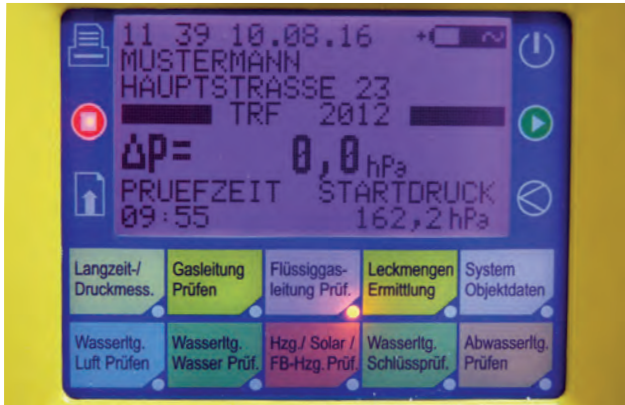 11 39 10.08.16
MUSTERMANN
HAUPTSTRASSE 23
TRF 2012
ΔP= 0,0 hPa
PRUEFZEIT STARTDRUCK
09:55 162,2 hPa
Langzeit-/
Druckmess.
Gasleitung
Prüfen
Flüssiggas-
leitung Prüf.
Leckmengen
Ermittlung
System
Objektdaten
Wasserltg.
Luft Prüfen
Wasserltg.
Wasser Prüf.
Hzg./ Solar /
FB-Hzg. Prüf.
Wasserltg.
Schlüssprüf.
Abwasserltg.
Prüfen